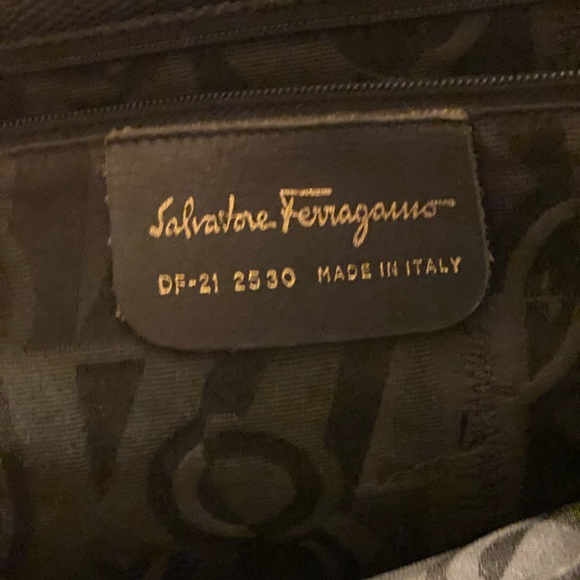 Salvatore Ferragamo
DF-21 2530 MADE IN ITALY